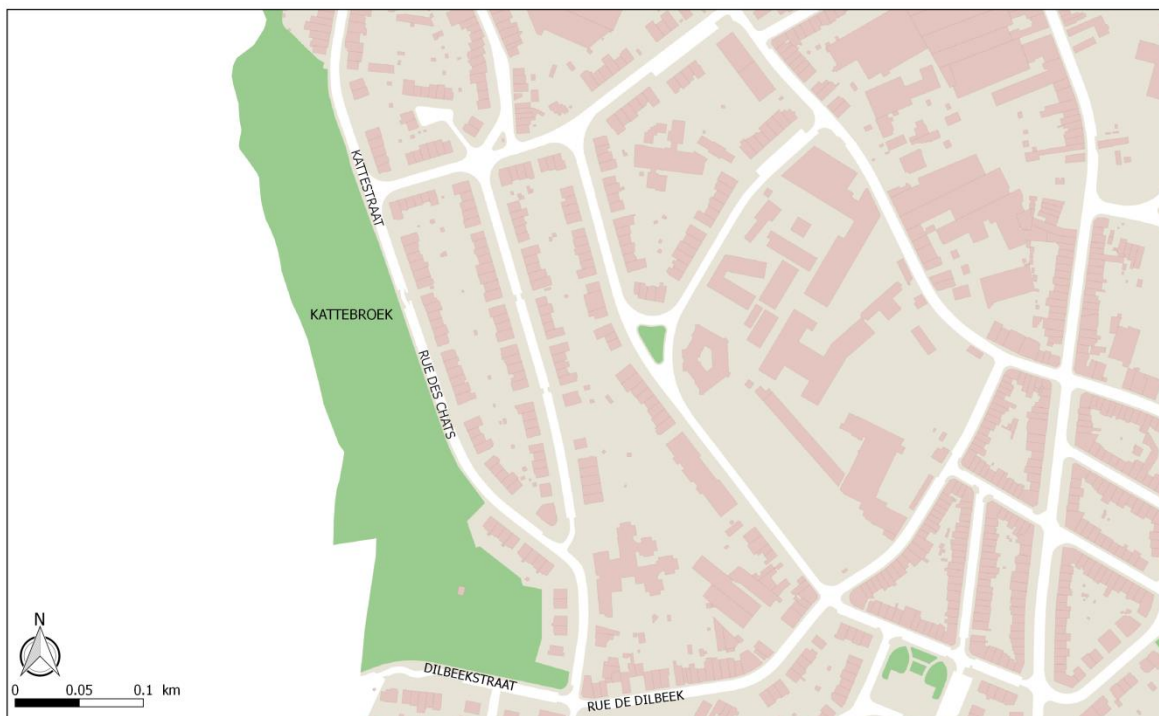 KATTESTRAAT
KATTEBROEK
RUE DES CHATS
N
0 0.05 0.1 km
DILBEEKSTRAAT
RUE DE DILBEEK